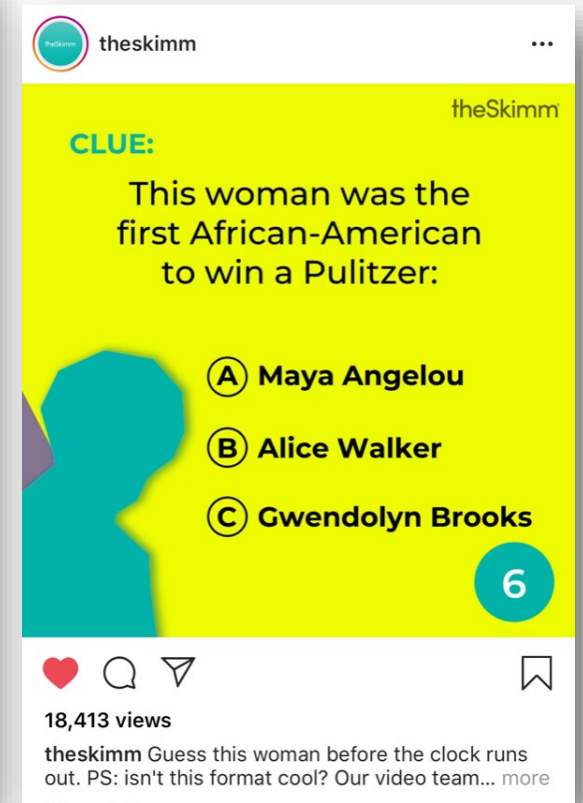 theSkimm
theskimm
...
theSkimm
CLUE:
This woman was the
first African-American
to win a Pulitzer:
A Maya Angelou
B Alice Walker
C Gwendolyn Brooks
6
18,413 views
theskimm Guess this woman before the clock runs
out. PS: isn't this format cool? Our video team... more